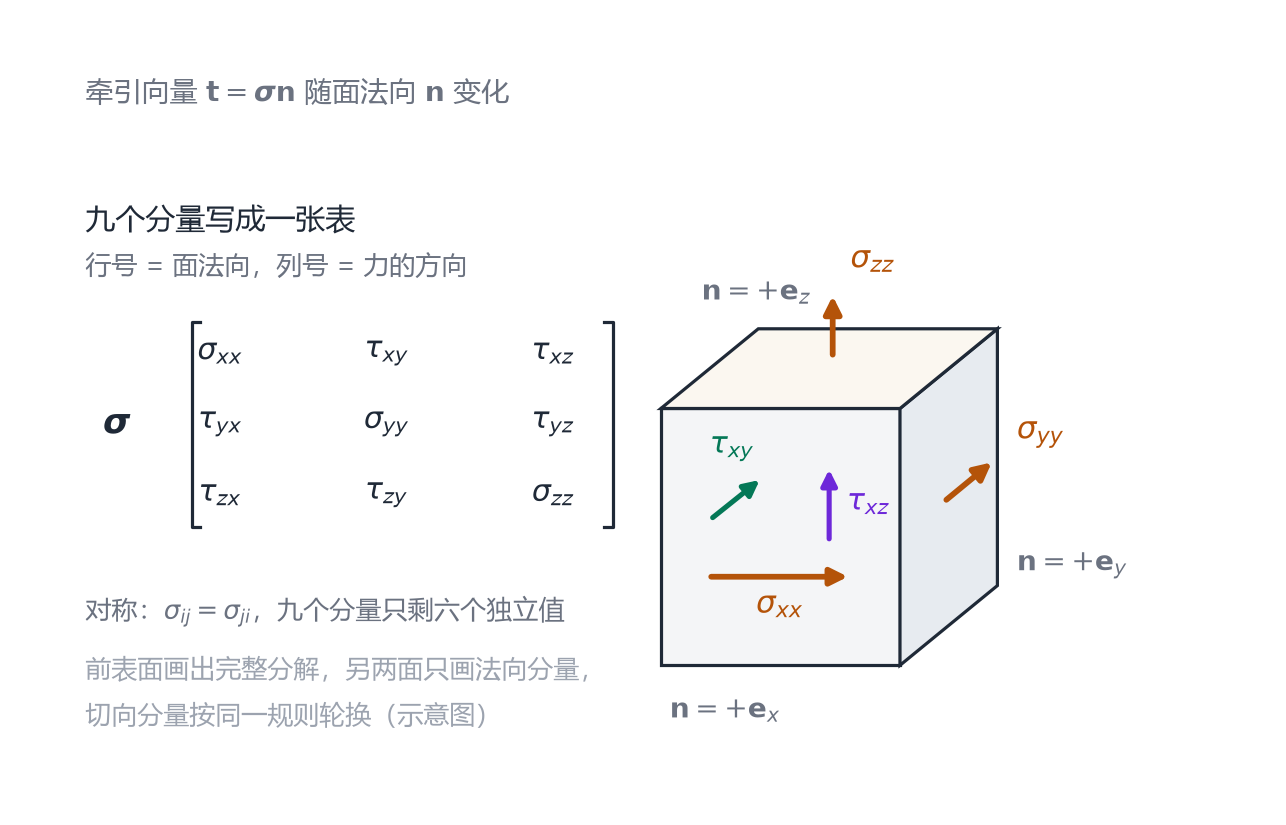 牵引向量 t = σn 随面法向 n 变化
九个分量写成一张表
行号 = 面法向，列号 = 力的方向
σxx τxy τxz
σ τyx σyy τyz
τzx τzy σzz
对称：σij = σji，九个分量只剩六个独立值
前表面画出完整分解，另两面只画法向分量，
切向分量按同一规则轮换（示意图）
σzz
n = +ez
τxy
σyy
τxz
n = +ey
σxx
n = +ex